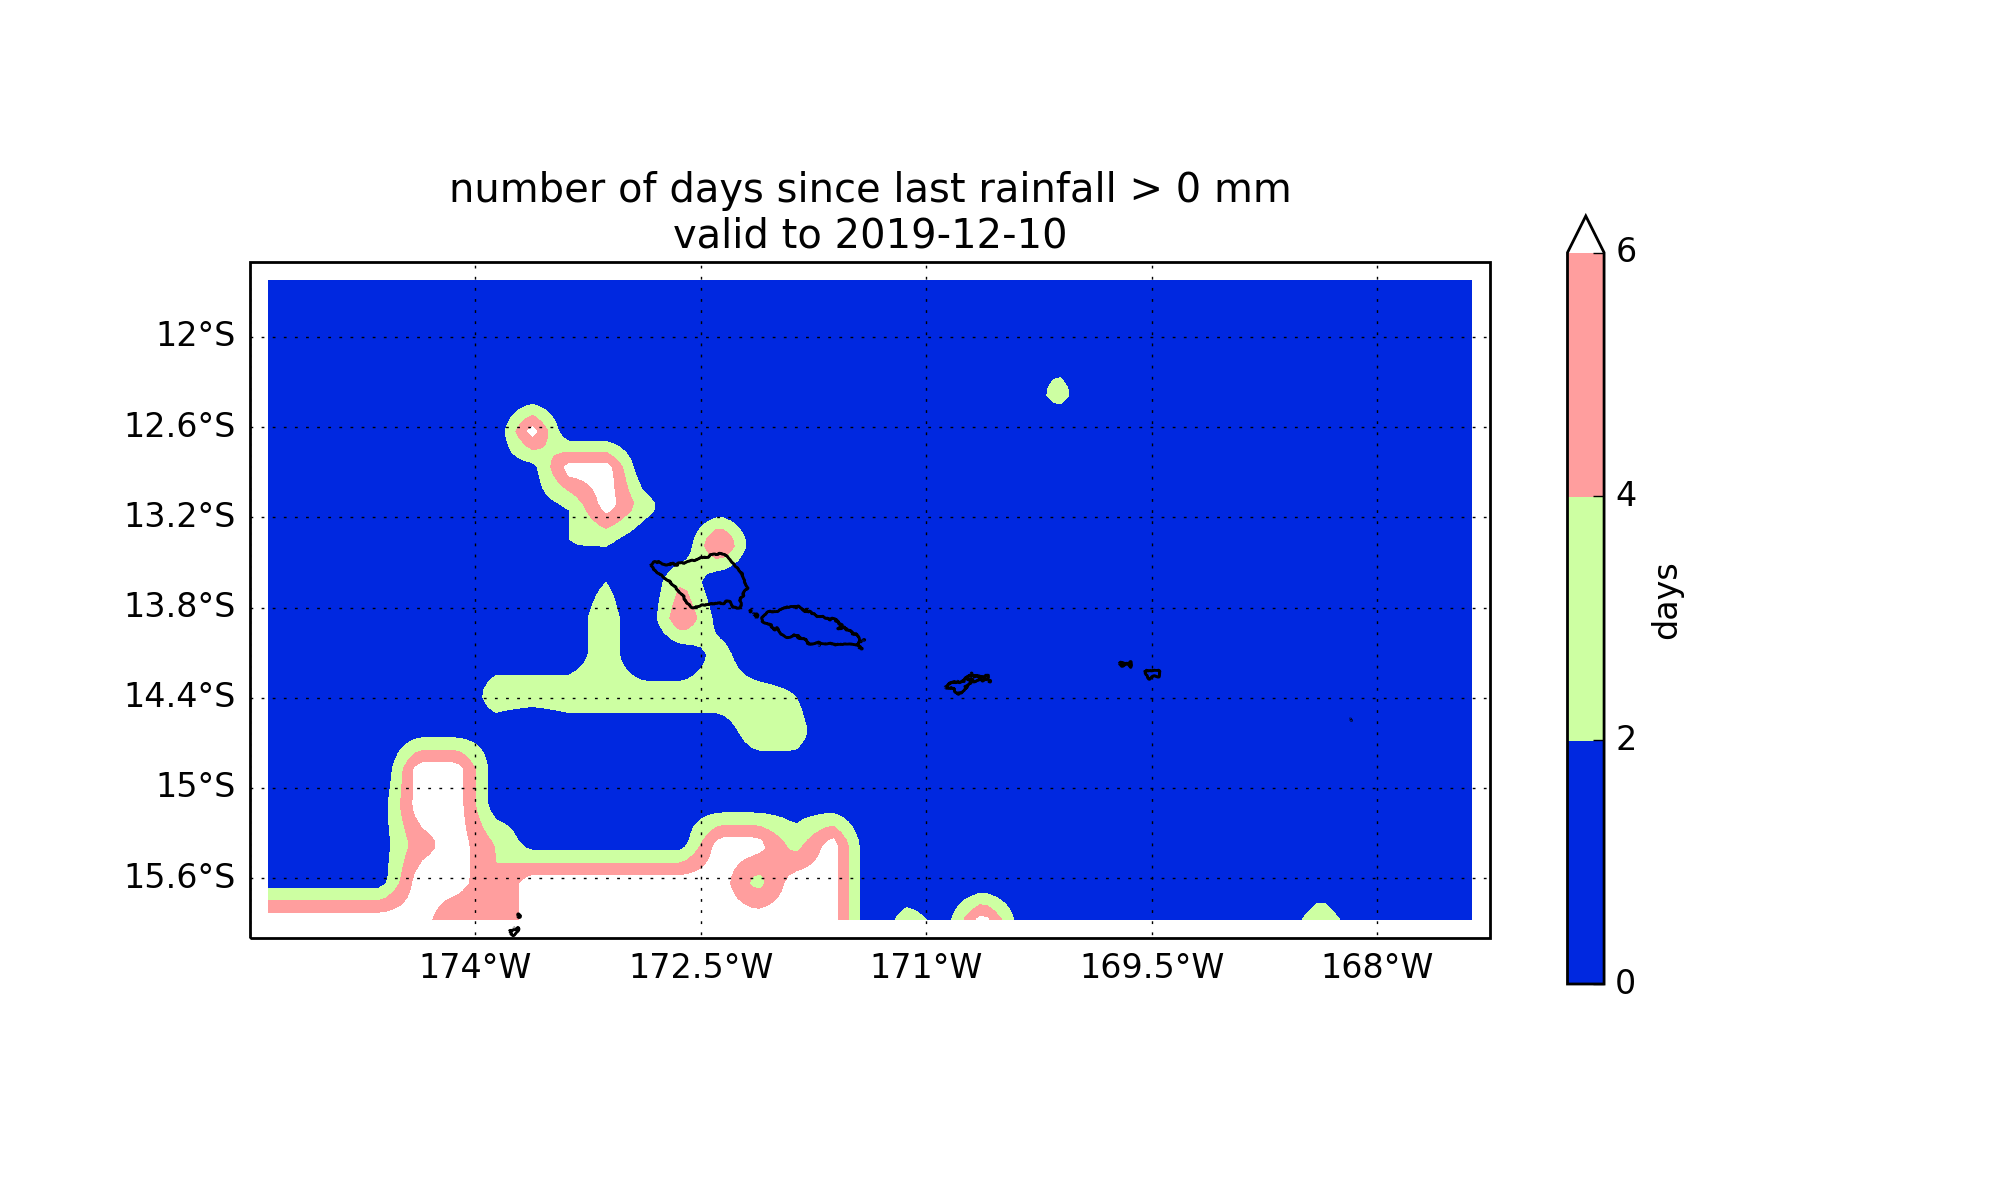 number of days since last rainfall > 0 mm
valid to 2019-12-10
12°S
12.6°S
13.2°S
13.8°S
14.4°S
15°S
15.6°S
174°W
172.5°W
171°W
169.5°W
168°W
6
4
2
0
days